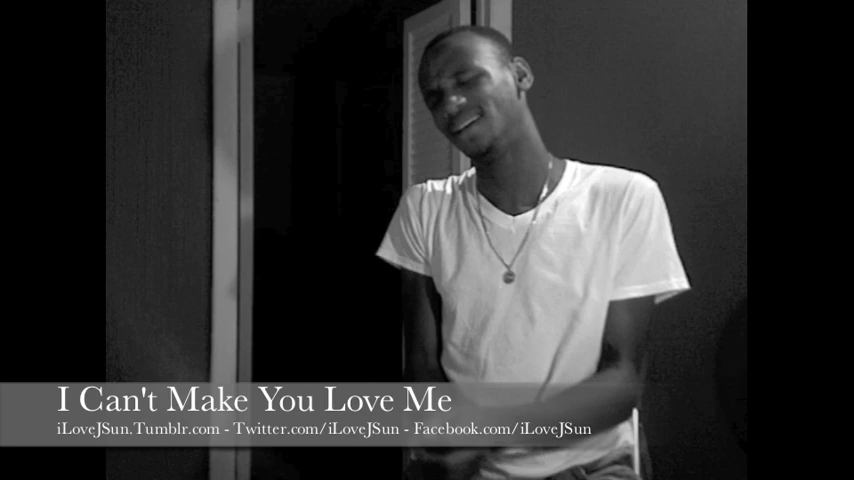 I Can't Make You Love Me
iLoveJSun.Tumblr.com - Twitter.com/iLoveJSun - Facebook.com/iLoveJSun